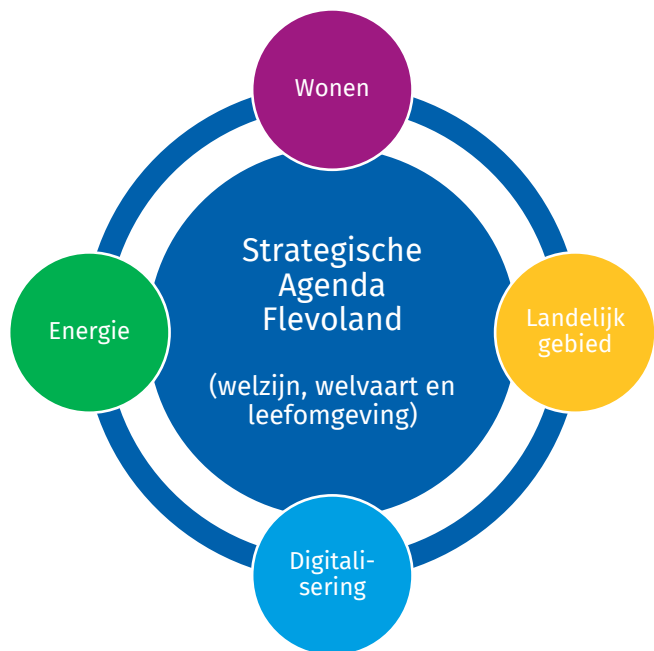 Wonen
Strategische
Agenda
Flevoland
(welzijn, welvaart en
leefomgeving)
Energie
Landelijk
gebied
Digitali-
sering